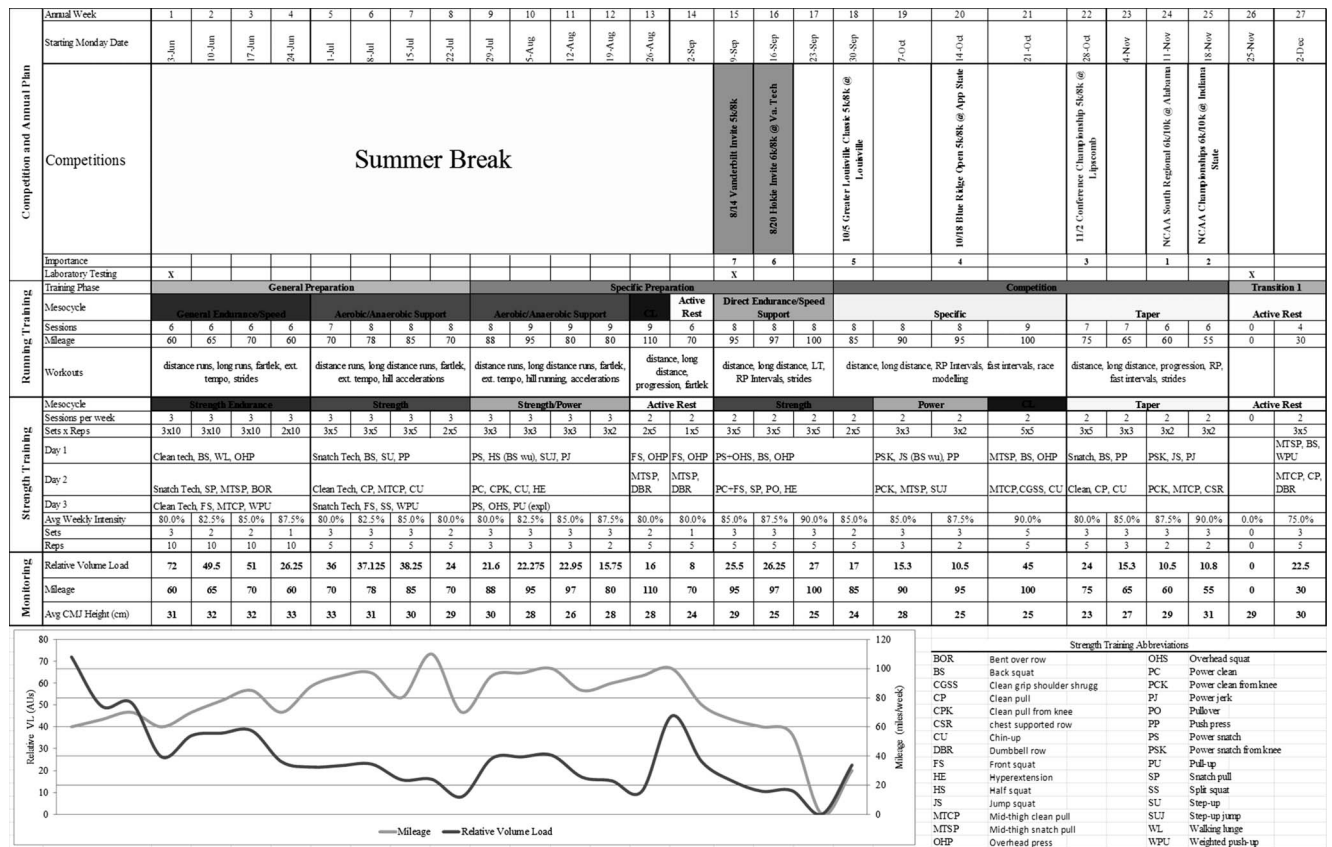 Annual Week 1 2 3 4 5 6 7 8 9 10 11 12 13 14 15 16 17 18 19 20 21 22 23 24 25 26 27
Starting Monday Date 3-Jun 10-Jun 17-Jun 24-Jun 1-Jul 8-Jul 15-Jul 22-Jul 29-Jul 5-Aug 12-Aug 19-Aug 26-Aug 2-Sep 9-Sep 16-Sep 23-Sep 30-Sep 7-Oct 14-Oct 21-Oct 28-Oct 4-Nov 11-Nov 18-Nov 25-Nov 2-Dec
Competition and Annual Plan
Competitions
Summer Break
8/14 Vanderbilt Invite 5k/8k
8/20 Hokie Invite 6k/8k @ Va. Tech
10/5 Greater Louisville Classic 5k/8k @
Louisville
10/18 Blue Ridge Open 5k/8k @ App State
11/2 Conference Championship 5k/8k @
Lipscomb
NCAA South Regional 6k/10k @ Alabama
NCAA Championships 6k/10k @ Indiana
State
Importance 7 6 5 4 3 1 2
Laboratory Testing X X X
Running Training
Training Phase General Preparation Specific Preparation Competition Transition 1
Mesocycle General Endurance/Speed Aerobic/Anaerobic Support Aerobic/Anaerobic Support CL Active
Rest Direct Endurance/Speed
Support Specific Taper Active Rest
Sessions 6 6 6 6 7 8 8 8 8 9 9 9 9 6 8 8 8 8 8 8 9 7 7 6 6 0 4
Mileage 60 65 70 60 70 78 85 70 88 95 80 80 110 70 95 97 100 85 90 95 100 75 65 60 55 0 30
Workouts
distance runs, long runs, fartlek, ext.
tempo, strides
distance runs, long distance runs, fartlek,
ext. tempo, hill accelerations
distance runs, long distance runs, fartlek,
ext. tempo, hill running, accelerations
distance, long
distance,
progression, fartlek
distance, long distance, LT,
RP Intervals, strides
distance, long distance, RP Intervals, fast intervals, race
modelling
distance, long distance, progression, RP,
fast intervals, strides
Strength Training
Mesocycle Strength Endurance Strength Strength/Power Active Rest Strength Power CL Taper Active Rest
Sessions per week 3 3 3 3 3 3 3 3 3 3 3 3 2 2 2 2 2 2 2 2 2 2 2 2 2 0 2
Sets x Reps 3x10 3x10 3x10 2x10 3x5 3x5 3x5 2x5 3x3 3x3 3x3 3x2 2x5 1x5 3x5 3x5 3x5 2x5 3x3 3x2 5x5 3x5 3x3 3x2 3x2 3x5
Day 1 Clean tech, BS, WL, OHP Snatch Tech, BS, SU, PP PS, HS (BS wu), SUJ, PJ FS, OHP FS, OHP PS+OHS, BS, OHP PSK, JS (BS wu), PP MTSP, BS, OHP Snatch, BS, PP PSK, JS, PJ MTSP, BS,
WPU
Day 2 Snatch Tech, SP, MTSP, BOR Clean Tech, CP, MTCP, CU PC, CPK, CU, HE MTSP,
DBR MTSP,
DBR PC+FS, SP, PO, HE PCK, MTSP, SUJ MTCP,CGSS, CU Clean, CP, CU PCK, MTCP, CSR MTCP, CP,
DBR
Day 3 Clean Tech, FS, MTCP, WPU Snatch Tech, FS, SS, WPU PS, OHS, PU (expl)
Avg Weekly Intensity 80.0% 82.5% 85.0% 87.5% 80.0% 82.5% 85.0% 80.0% 80.0% 82.5% 85.0% 87.5% 80.0% 80.0% 85.0% 87.5% 90.0% 85.0% 85.0% 87.5% 90.0% 80.0% 85.0% 87.5% 90.0% 0.0% 75.0%
Sets 3 2 2 1 3 3 3 2 3 3 3 3 2 1 3 3 3 2 3 2 5 3 3 3 3 0 3
Reps 10 10 10 10 5 5 5 5 3 3 3 2 5 5 5 5 5 5 3 2 5 5 3 2 2 0 5
Monitoring
Relative Volume Load 72 49.5 51 26.25 36 37.125 38.25 24 21.6 22.275 22.95 15.75 16 8 25.5 26.25 27 17 15.3 10.5 45 24 15.3 10.5 10.8 0 22.5
Mileage 60 65 70 60 70 78 85 70 88 95 97 80 110 70 95 97 100 85 90 95 100 75 65 60 55 0 30
Avg CMJ Height (cm) 31 32 32 33 33 31 30 29 30 28 26 28 28 24 29 25 25 24 28 25 25 23 27 29 31 29 30
Relative VL (AUs)
80
70
60
50
40
30
20
10
0
120
100
80
60
40
20
0
Mileage (miles/week)
Mileage Relative Volume Load
Strength Training Abbreviations
BOR Bent over row OHS Overhead squat
BS Back squat PC Power clean
CGSS Clean grip shoulder shrugg PCK Power clean from knee
CP Clean pull PJ Power jerk
CPK Clean pull from knee PO Pullover
CSR chest supported row PP Push press
CU Chin-up PS Power snatch
DBR Dumbbell row PSK Power snatch from knee
FS Front squat PU Pull-up
HE Hyperextension SP Snatch pull
HS Half squat SS Split squat
JS Jump squat SU Step-up
MTCP Mid-thigh clean pull SUJ Step-up jump
MTSP Mid-thigh snatch pull WL Walking lunge
OHP Overhead press WPU Weighted push-up